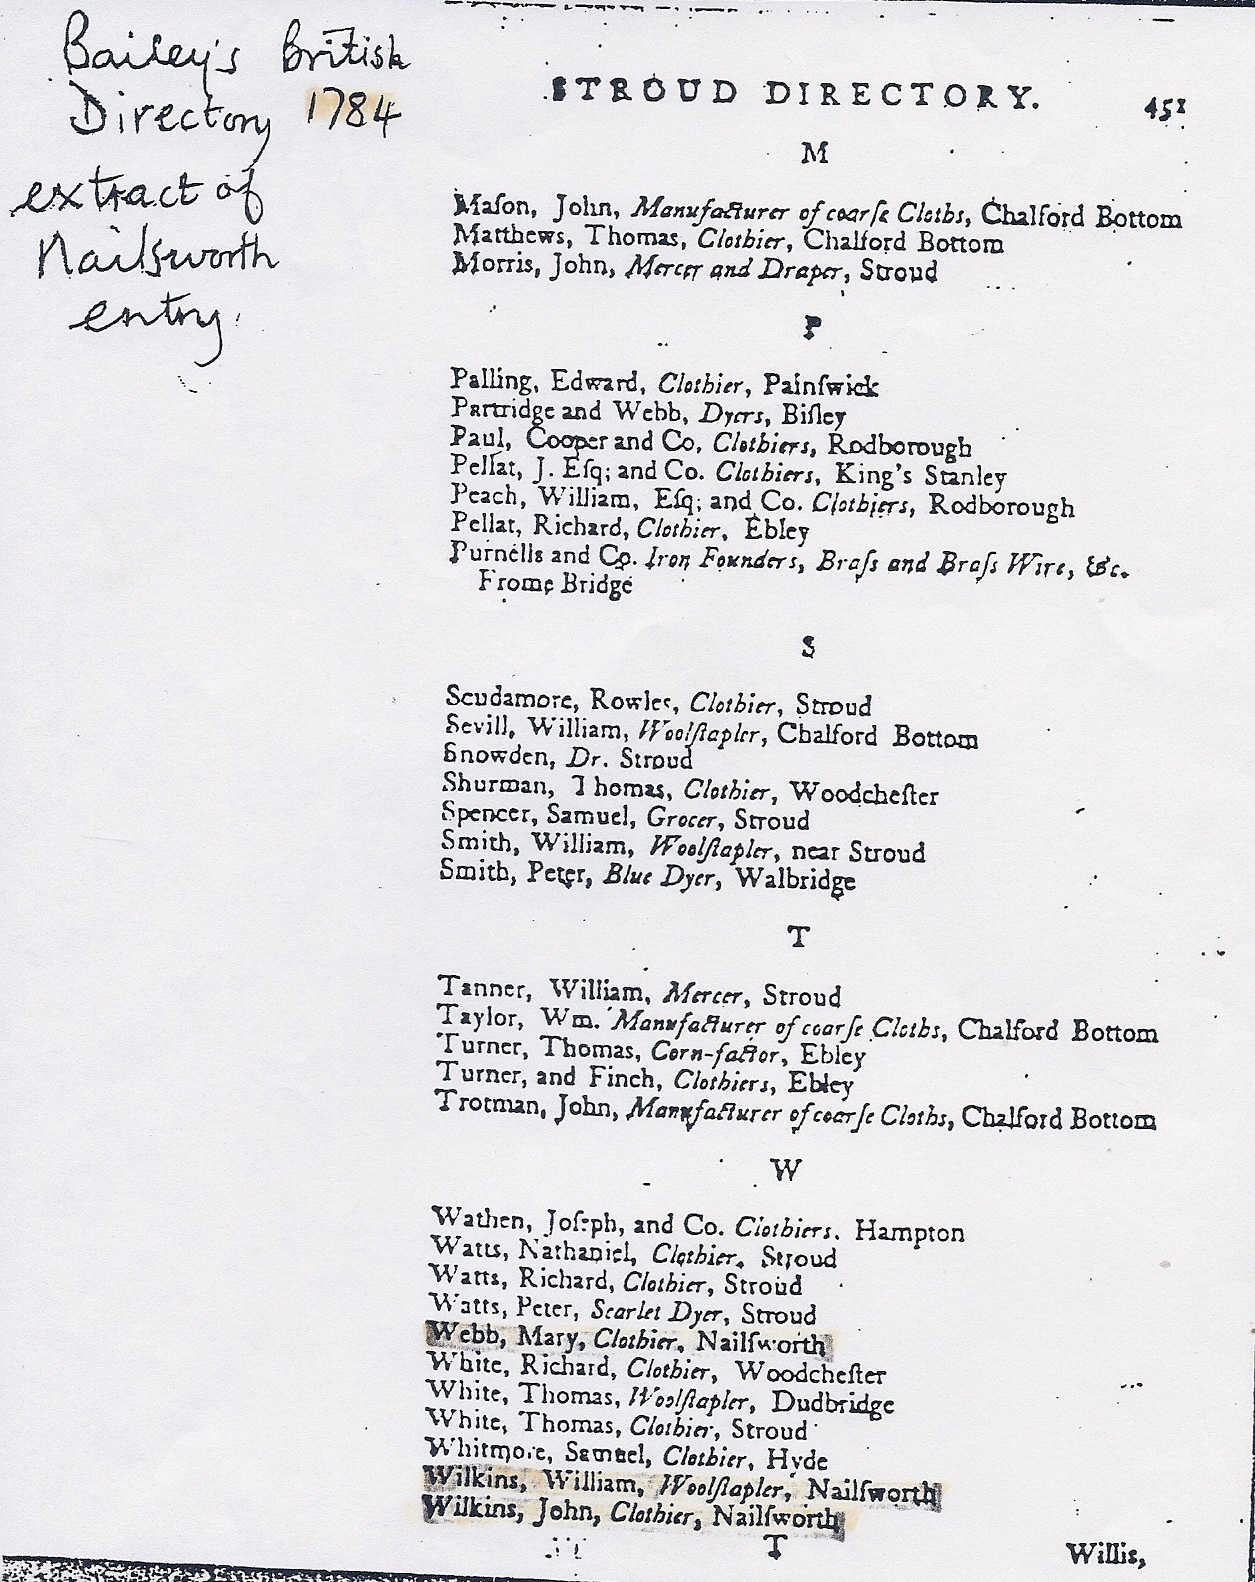 Bailey's British
Directory 1784
extract of
Nailsworth
entry.
STROUD DIRECTORY. 451
M
Maſon, John, Manufacturer of coarſe Cloths, Chalford Bottom
Matthews, Thomas, Clothier, Chalford Bottom
Morris, John, Mercer and Draper, Stroud
P
Palling, Edward, Clothier, Painſwick
Partridge and Webb, Dyers, Biſley
Paul, Cooper and Co. Clothiers, Rodborough
Pellat, J. Eſq; and Co. Clothiers, King's Stanley
Peach, William, Eſq; and Co. Clothiers, Rodborough
Pellat, Richard, Clothier, Ebley
Purnells and Co. Iron Founders, Braſs and Braſs Wire, &c.
Frome Bridge
S
Scudamore, Rowles, Clothier, Stroud
Sevill, William, Woolſtapler, Chalford Bottom
Snowden, Dr. Stroud
Shurman, Thomas, Clothier, Woodcheſter
Spencer, Samuel, Grocer, Stroud
Smith, William, Woolſtapler, near Stroud
Smith, Peter, Blue Dyer, Walbridge
T
Tanner, William, Mercer, Stroud
Taylor, Wm. Manufacturer of coarſe Cloths, Chalford Bottom
Turner, Thomas, Corn-factor, Ebley
Turner, and Finch, Clothiers, Ebley
Trotman, John, Manufacturer of coarſe Cloths, Chalford Bottom
W
Wathen, Joſeph, and Co. Clothiers. Hampton
Watts, Nathaniel, Clothier, Stroud
Watts, Richard, Clothier, Stroud
Watts, Peter, Scarlet Dyer, Stroud
Webb, Mary, Clothier, Nailſworth
White, Richard, Clothier, Woodcheſter
White, Thomas, Woolſtapler, Dudbridge
White, Thomas, Clothier, Stroud
Whitmore, Samuel, Clothier, Hyde
Wilkins, William, Woolſtapler, Nailſworth
Wilkins, John, Clothier, Nailſworth
T Willis,